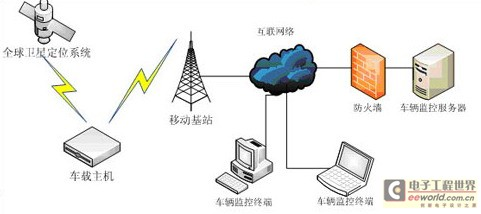 互联网络
全球卫星定位系统
移动基站
防火墙
车辆监控服务器
车载主机
车辆监控终端
车辆监控终端
电子工程世界
eeworld.com.cn